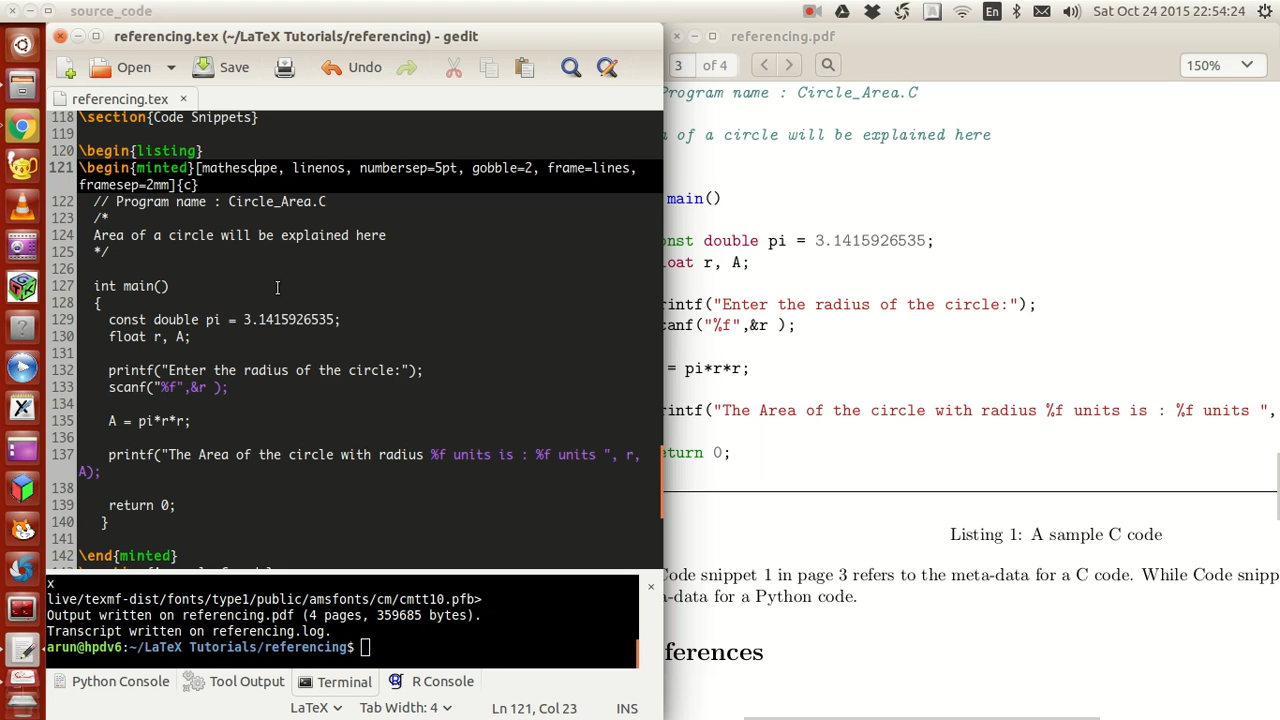 source_code
En
Sat Oct 24 2015 22:54:24
referencing.tex (~/LaTeX Tutorials/referencing) - gedit
Open
Save
Undo
referencing.tex
118 \section{Code Snippets}
119
120 \begin{listing}
121 \begin{minted}[mathescape, linenos, numbersep=5pt, gobble=2, frame=lines,
framesep=2mm]{c}
122 // Program name : Circle_Area.C
123 /*
124 Area of a circle will be explained here
125 */
126
127 int main()
128 {
129 const double pi = 3.1415926535;
130 float r, A;
131
132 printf("Enter the radius of the circle:");
133 scanf("%f",&r );
134
135 A = pi*r*r;
136
137 printf("The Area of the circle with radius %f units is : %f units ", r,
A);
138
139 return 0;
140 }
141
142 \end{minted}
x
live/texmf-dist/fonts/type1/public/amsfonts/cm/cmtt10.pfb>
Output written on referencing.pdf (4 pages, 359685 bytes).
Transcript written on referencing.log.
arun@hpdv6:~/LaTeX Tutorials/referencing$
Python Console
Tool Output
Terminal
R Console
LaTeX
Tab Width: 4
Ln 121, Col 23
INS
referencing.pdf
3 of 4
150%
Program name : Circle_Area.C
a of a circle will be explained here
main()
nst double pi = 3.1415926535;
oat r, A;
rintf("Enter the radius of the circle:");
canf("%f",&r );
= pi*r*r;
rintf("The Area of the circle with radius %f units is : %f units ",
eturn 0;
Listing 1: A sample C code
Code snippet 1 in page 3 refers to the meta-data for a C code. While Code snipp
a-data for a Python code.
ferences